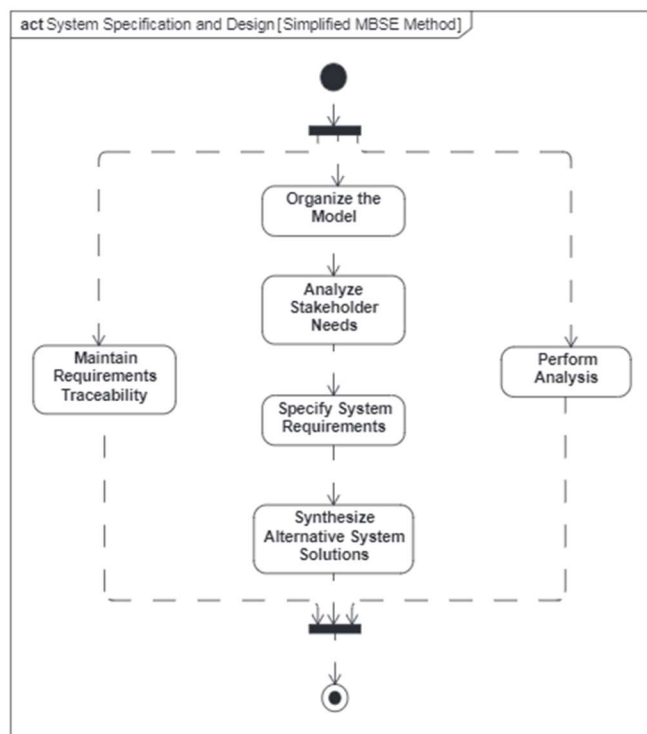 act System Specification and Design [Simplified MBSE Method]
Organize the
Model
Analyze
Stakeholder
Needs
Maintain
Requirements
Traceability
Perform
Analysis
Specify System
Requirements
Synthesize
Alternative System
Solutions